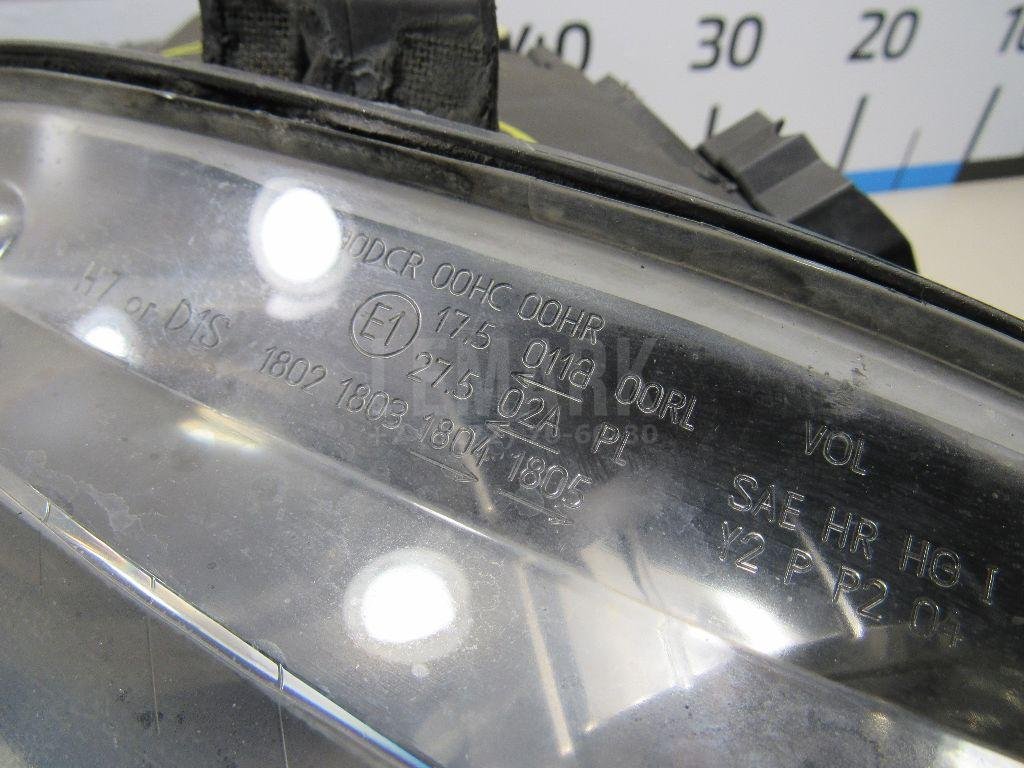 40 30 20
00DCR 00HC 00HR
E1 17.5 011a 00RL VOL
27.5 02A PL
H7 or D1S 1802 1803 1804 1805
SAE HR HG I
Y2 P P2 04